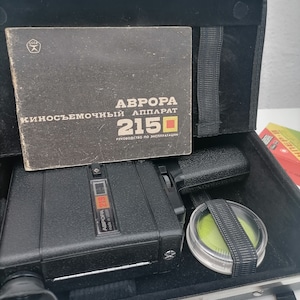 АВРОРА
КИНОСЪЕМОЧНЫЙ АППАРАТ
215
РУКОВОДСТВО ПО ЭКСПЛУАТАЦИИ